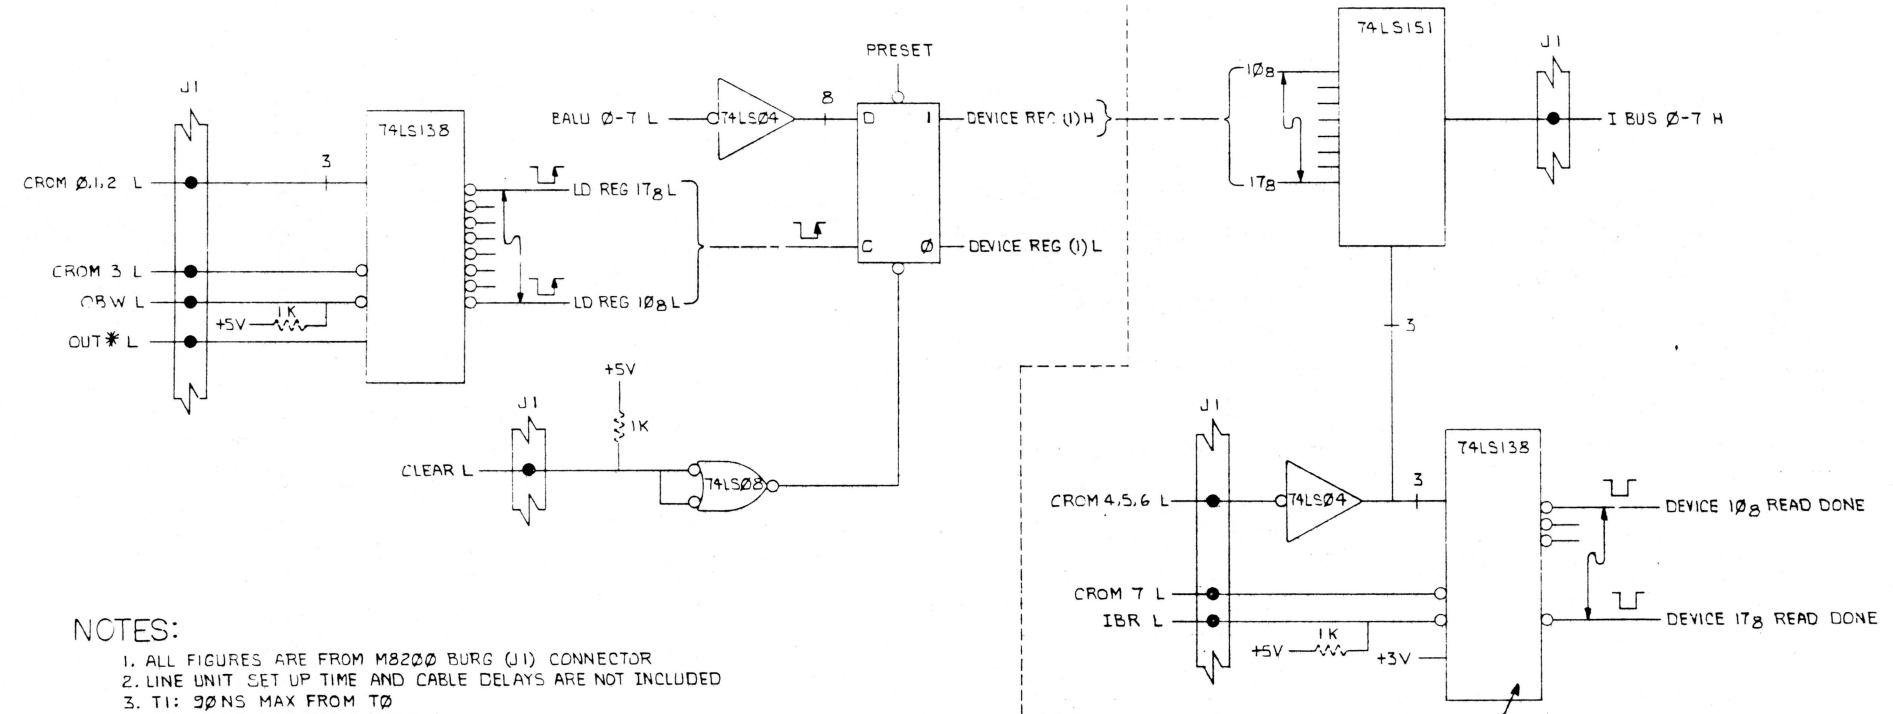 J1
74LS138
CROM Ø,1,2 L
3
CROM 3 L
OBW L
+5V
1K
OUT* L
LD REG 17₈ L
LD REG 1Ø₈ L
BALU Ø-7 L
74LSØ4
8
PRESET
D 1
C Ø
DEVICE REG (1) H
DEVICE REG (1) L
+5V
1K
J1
CLEAR L
74LSØ8
74LS151
1Ø₈
17₈
J1
I BUS Ø-7 H
3
J1
74LS138
CROM 4,5,6 L
74LSØ4
3
CROM 7 L
IBR L
+5V
1K
+3V
DEVICE 1Ø₈ READ DONE
DEVICE 17₈ READ DONE
NOTES:
1. ALL FIGURES ARE FROM M82ØØ BURG (J1) CONNECTOR
2. LINE UNIT SET UP TIME AND CABLE DELAYS ARE NOT INCLUDED
3. T1: 9ØNS MAX FROM TØ